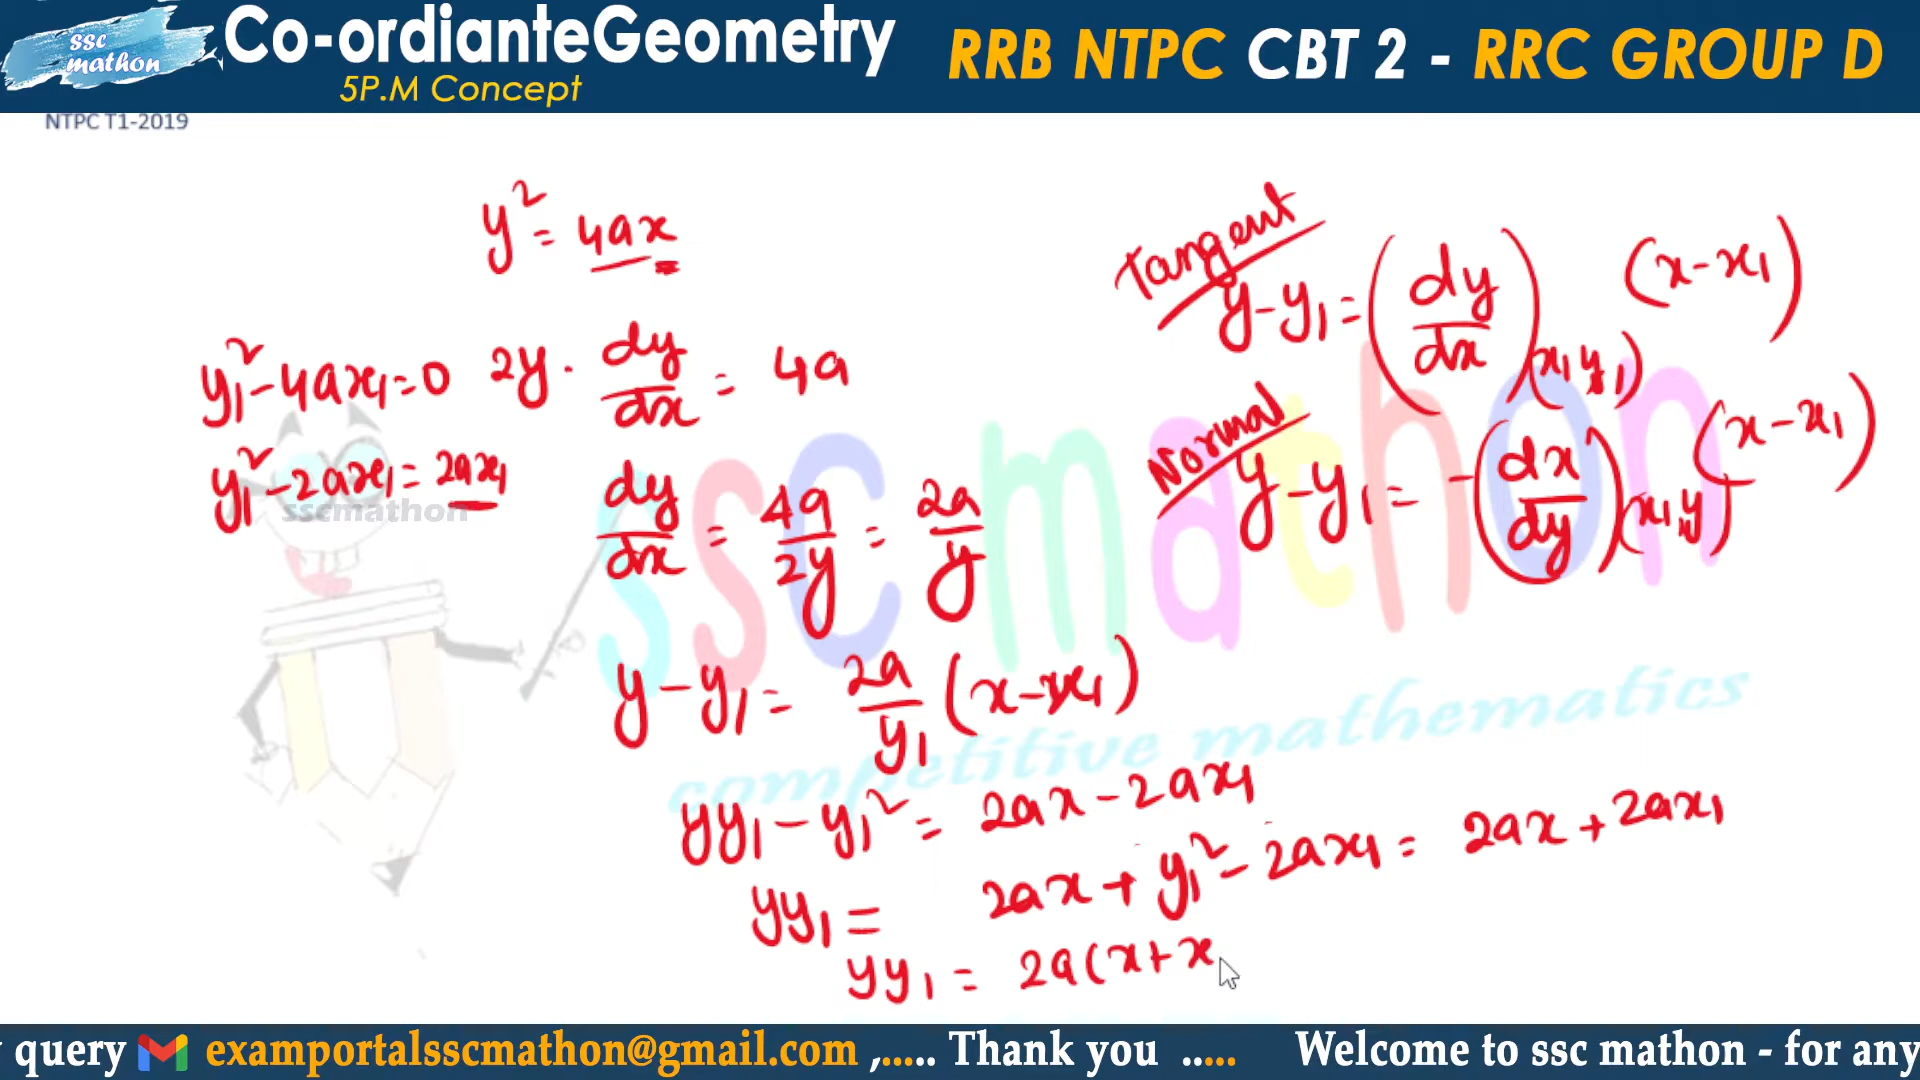 ssc
mathon
Co-ordianteGeometry
5P.M Concept
RRB NTPC CBT 2 - RRC GROUP D
NTPC T1-2019
y² = 4ax
y₁² - 4ax₁ = 0
2y · dy/dx = 4a
y₁² - 2ax₁ = 2ax₁
dy/dx = 4a/2y = 2a/y
Tangent
y - y₁ = (dy/dx)(x₁ y₁) (x - x₁)
Normal
y - y₁ = -(dx/dy)(x₁,y) (x - x₁)
y - y₁ = 2a/y₁ (x - x₁)
yy₁ - y₁² = 2ax - 2ax₁
yy₁ = 2ax + y₁² - 2ax₁ = 2ax + 2ax₁
yy₁ = 2a(x + x
sscmathon
ssc mathon
competitive mathematics
query examportalsscmathon@gmail.com ,..... Thank you ..... Welcome to ssc mathon - for any